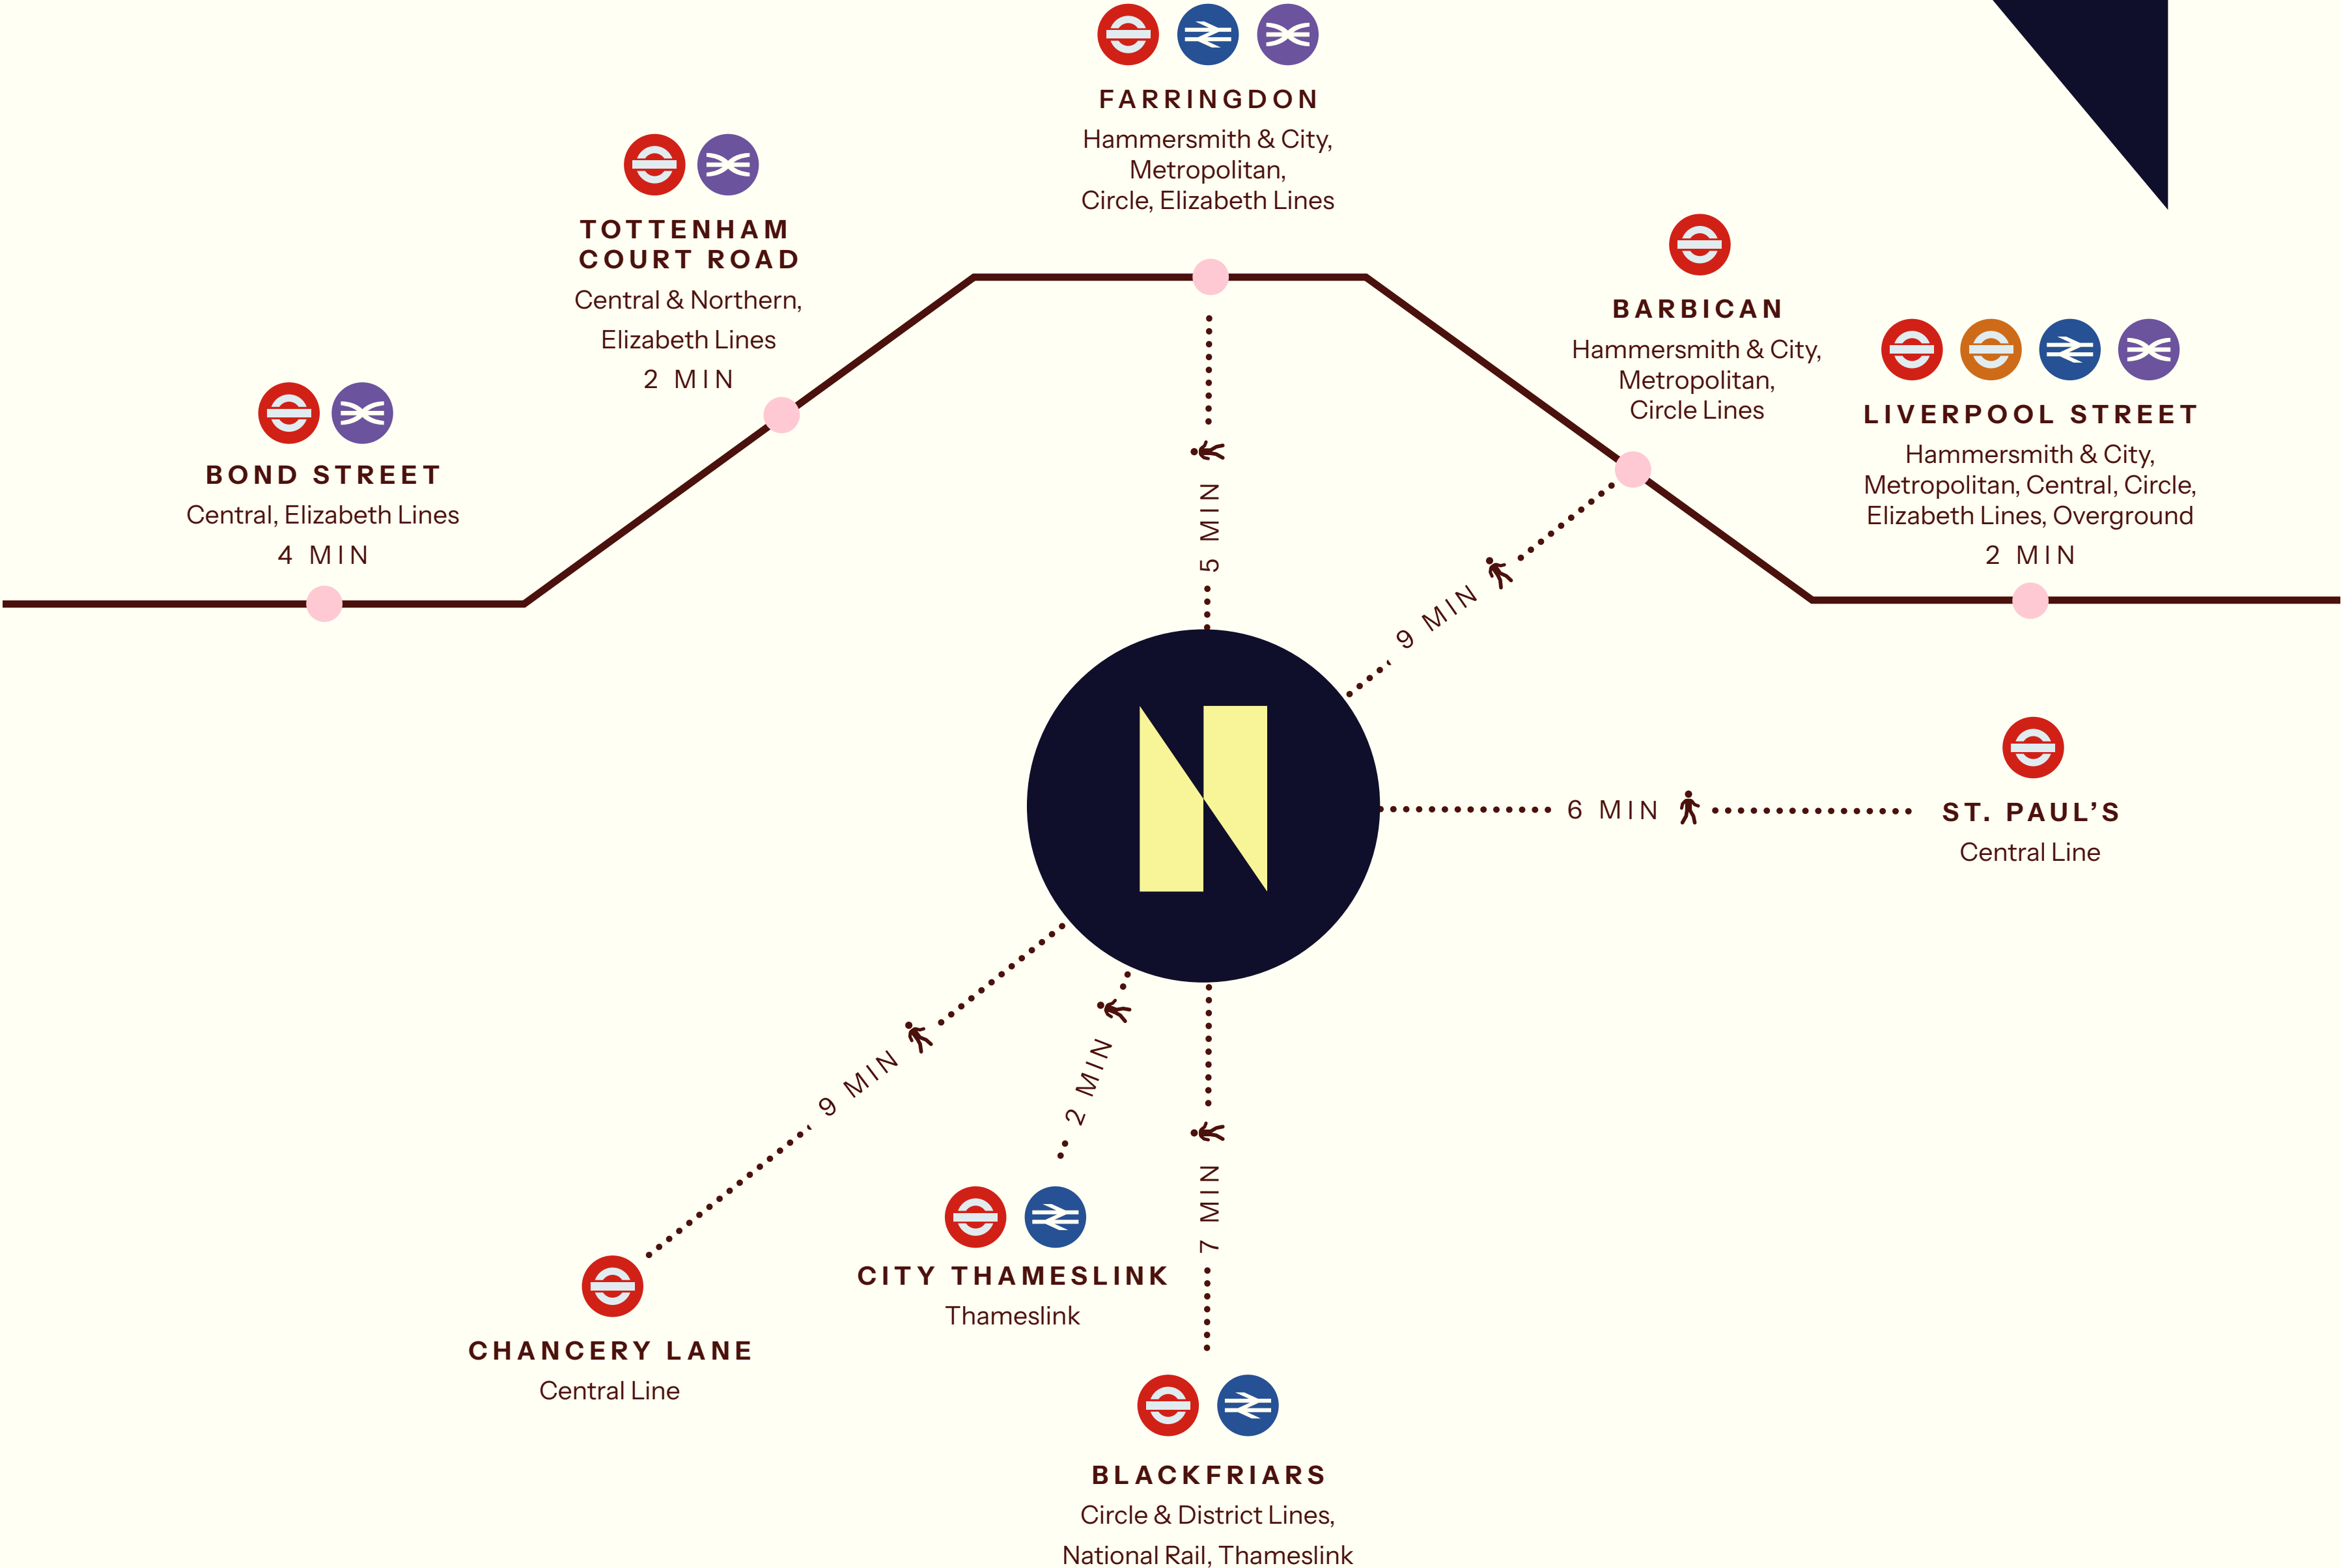 FARRINGDON
Hammersmith & City,
Metropolitan,
Circle, Elizabeth Lines
TOTTENHAM
COURT ROAD
Central & Northern,
Elizabeth Lines
2 MIN
BARBICAN
Hammersmith & City,
Metropolitan,
Circle Lines
BOND STREET
Central, Elizabeth Lines
4 MIN
LIVERPOOL STREET
Hammersmith & City,
Metropolitan, Central, Circle,
Elizabeth Lines, Overground
2 MIN
5 MIN
9 MIN
N
6 MIN
ST. PAUL’S
Central Line
9 MIN
2 MIN
7 MIN
CITY THAMESLINK
Thameslink
CHANCERY LANE
Central Line
BLACKFRIARS
Circle & District Lines,
National Rail, Thameslink